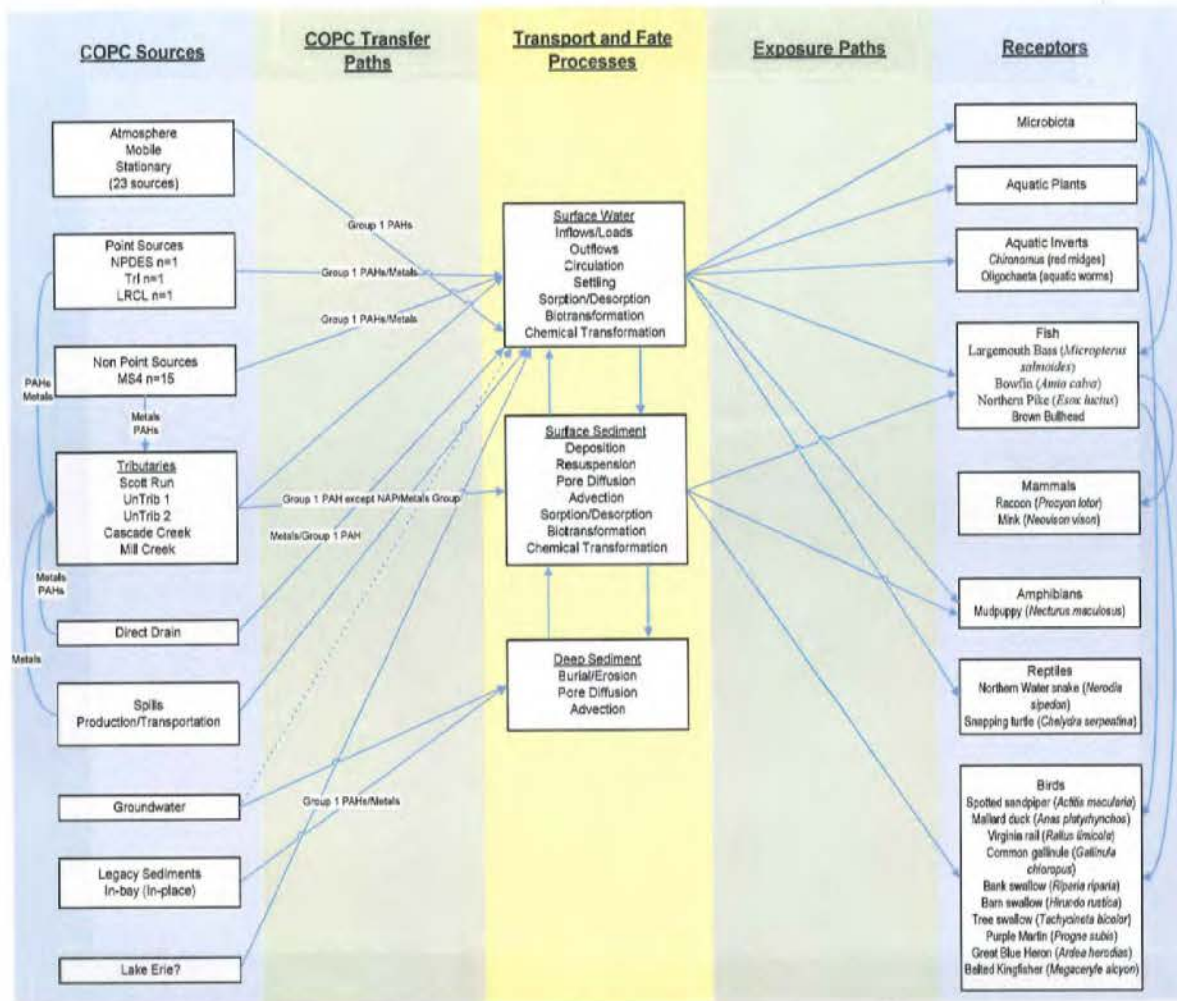 COPC Sources
COPC Transfer
Paths
Transport and Fate
Processes
Exposure Paths
Receptors
Atmosphere
Mobile
Stationary
(23 sources)
Point Sources
NPDES n=1
TrI n=1
LRCL n=1
Non Point Sources
MS4 n=15
PAHs
Metals
Metals
PAHs
Tributaries
Scott Run
UnTrib 1
UnTrib 2
Cascade Creek
Mill Creek
Metals
PAHs
Direct Drain
Metals
Spills
Production/Transportation
Groundwater
Legacy Sediments
In-bay (In-place)
Lake Erie?
Group 1 PAHs
Group 1 PAHs/Metals
Group 1 PAHs/Metals
Group 1 PAH except NAP/Metals Group
Metals/Group 1 PAH
Group 1 PAHs/Metals
Surface Water
Inflows/Loads
Outflows
Circulation
Settling
Sorption/Desorption
Biotransformation
Chemical Transformation
Surface Sediment
Deposition
Resuspension
Pore Diffusion
Advection
Sorption/Desorption
Biotransformation
Chemical Transformation
Deep Sediment
Burial/Erosion
Pore Diffusion
Advection
Microbiota
Aquatic Plants
Aquatic Inverts
Chironomus (red midges)
Oligochaeta (aquatic worms)
Fish
Largemouth Bass (Micropterus
salmoides)
Bowfin (Amia calva)
Northern Pike (Esox lucius)
Brown Bullhead
Mammals
Racoon (Procyon lotor)
Mink (Neovison vison)
Amphibians
Mudpuppy (Necturus maculosus)
Reptiles
Northern Water snake (Nerodia
sipedon)
Snapping turtle (Chelydra serpentina)
Birds
Spotted sandpiper (Actitis macularia)
Mallard duck (Anas platyrhynchos)
Virginia rail (Rallus limicola)
Common gallinule (Gallinula
chloropus)
Bank swallow (Riperia riparia)
Barn swallow (Hirundo rustica)
Tree swallow (Tachycineta bicolor)
Purple Martin (Progne subis)
Great Blue Heron (Ardea herodias)
Belted Kingfisher (Megaceryle alcyon)